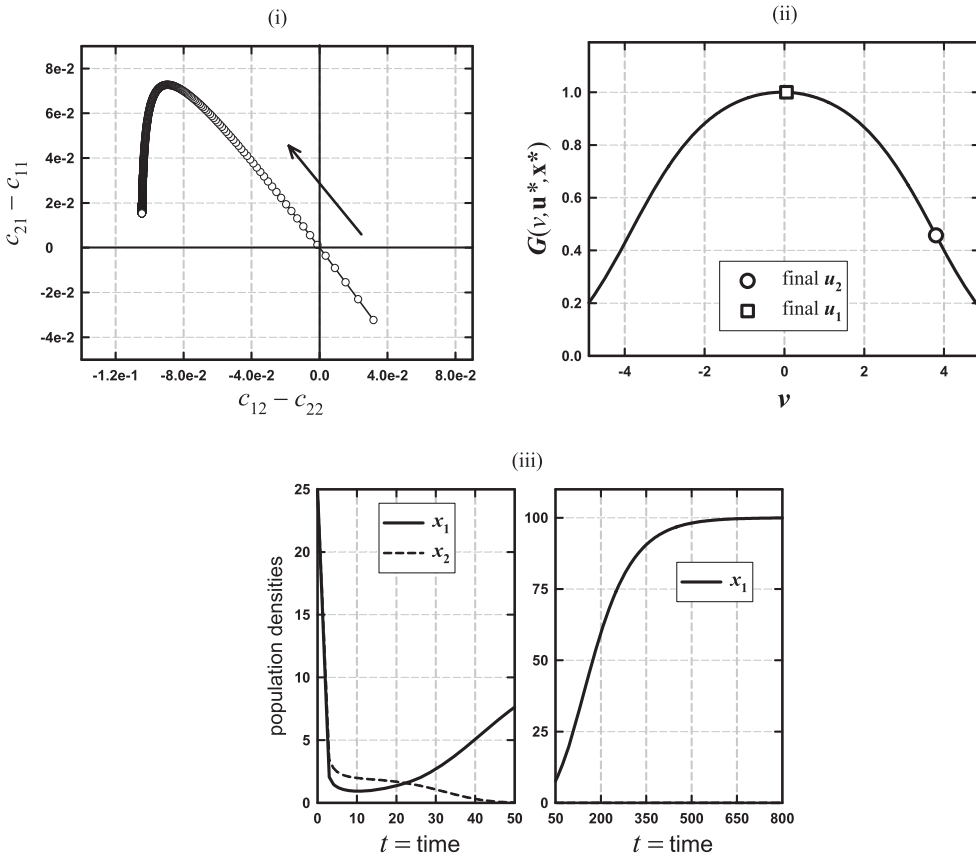 (i)
8e-2
6e-2
4e-2
2e-2
0
-2e-2
-4e-2
c21 − c11
-1.2e-1 -8.0e-2 -4.0e-2 0.0 4.0e-2 8.0e-2
c12 − c22
(ii)
1.0
0.8
0.6
0.4
0.2
0.0
G(v,u*,x*)
final u2
final u1
-4 -2 0 2 4
v
(iii)
25
20
15
10
5
0
population densities
x1
x2
0 10 20 30 40 50
t = time
100
75
50
25
0
x1
50 200 350 500 650 800
t = time